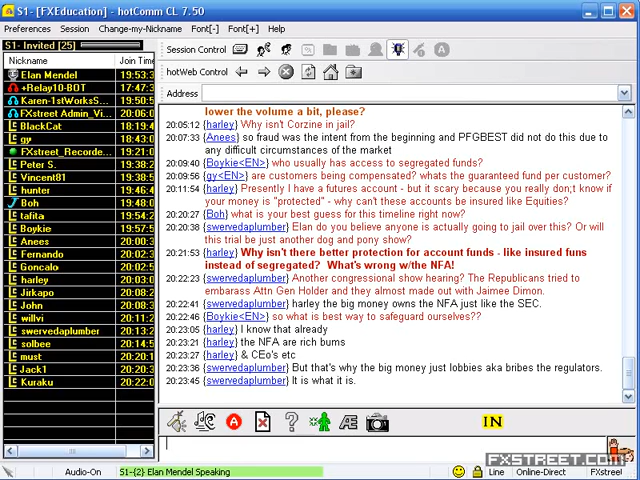 S1- [FXEducation] - hotComm CL 7.50
Preferences Session Change-my-Nickname Font[-] Font[+] Help
S1- Invited [25]
Session Control
Nickname Join Time
hotWeb Control
Address
Elan Mendel 19:53:3
+Relay10-BOT 17:47:3
Karen-1stWorksS... 19:50:5
FXstreet Admin_Vi... 20:06:0
BlackCat 18:19:4
gy 18:43:0
FXstreet_Recorde... 19:21:0
Peter S. 19:38:2
Vincent81 19:36:4
hunter 19:46:4
Boh 19:48:0
tafita 19:54:2
Boykie 19:57:5
Anees 20:00:3
Fernando 20:02:3
Goncalo 20:02:3
harley 20:03:0
Jirkapo 20:03:2
John 20:09:3
willvi 20:11:2
swervedaplumber 20:13:2
solbee 20:14:5
must 20:20:1
Jack1 20:20:2
Kuraku 20:22:0
lower the volume a bit, please?
20:05:12 {harley} Why isn't Corzine in jail?
20:07:33 {Anees} so fraud was the intent from the beginning and PFGBEST did not do this due to
any difficult circumstances of the market
20:09:40 {Boykie<EN>} who usually has access to segregated funds?
20:09:56 {gy<EN>} are customers being compensated? whats the guaranteed fund per customer?
20:11:54 {harley} Presently I have a futures account - but it scary because you really don;t know if
your money is "protected" - why can't these accounts be insured like Equities?
20:20:27 {Boh} what is your best guess for this timeline right now?
20:20:38 {swervedaplumber} Elan do you believe anyone is actually going to jail over this? Or will
this trial be just another dog and pony show?
20:21:53 {harley} Why isn't there better protection for account funds - like insured funs
instead of segregated? What's wrong w/the NFA!
20:22:23 {swervedaplumber} Another congressional show hearing? The Republicans tried to
embarass Attn Gen Holder and they almost made out with Jaimee Dimon.
20:22:41 {swervedaplumber} harley the big money owns the NFA just like the SEC.
20:22:46 {Boykie<EN>} so what is best way to safeguard ourselves??
20:23:05 {harley} I know that already
20:23:21 {harley} the NFA are rich bums
20:23:27 {harley} & CEO's etc
20:23:36 {swervedaplumber} But that's why the big money just lobbies aka bribes the regulators.
20:23:45 {swervedaplumber} It is what it is.
A ? Æ IN
FXSTREET.COM
Audio-On S1-{2} Elan Mendel Speaking Line Online-Direct FXstreet